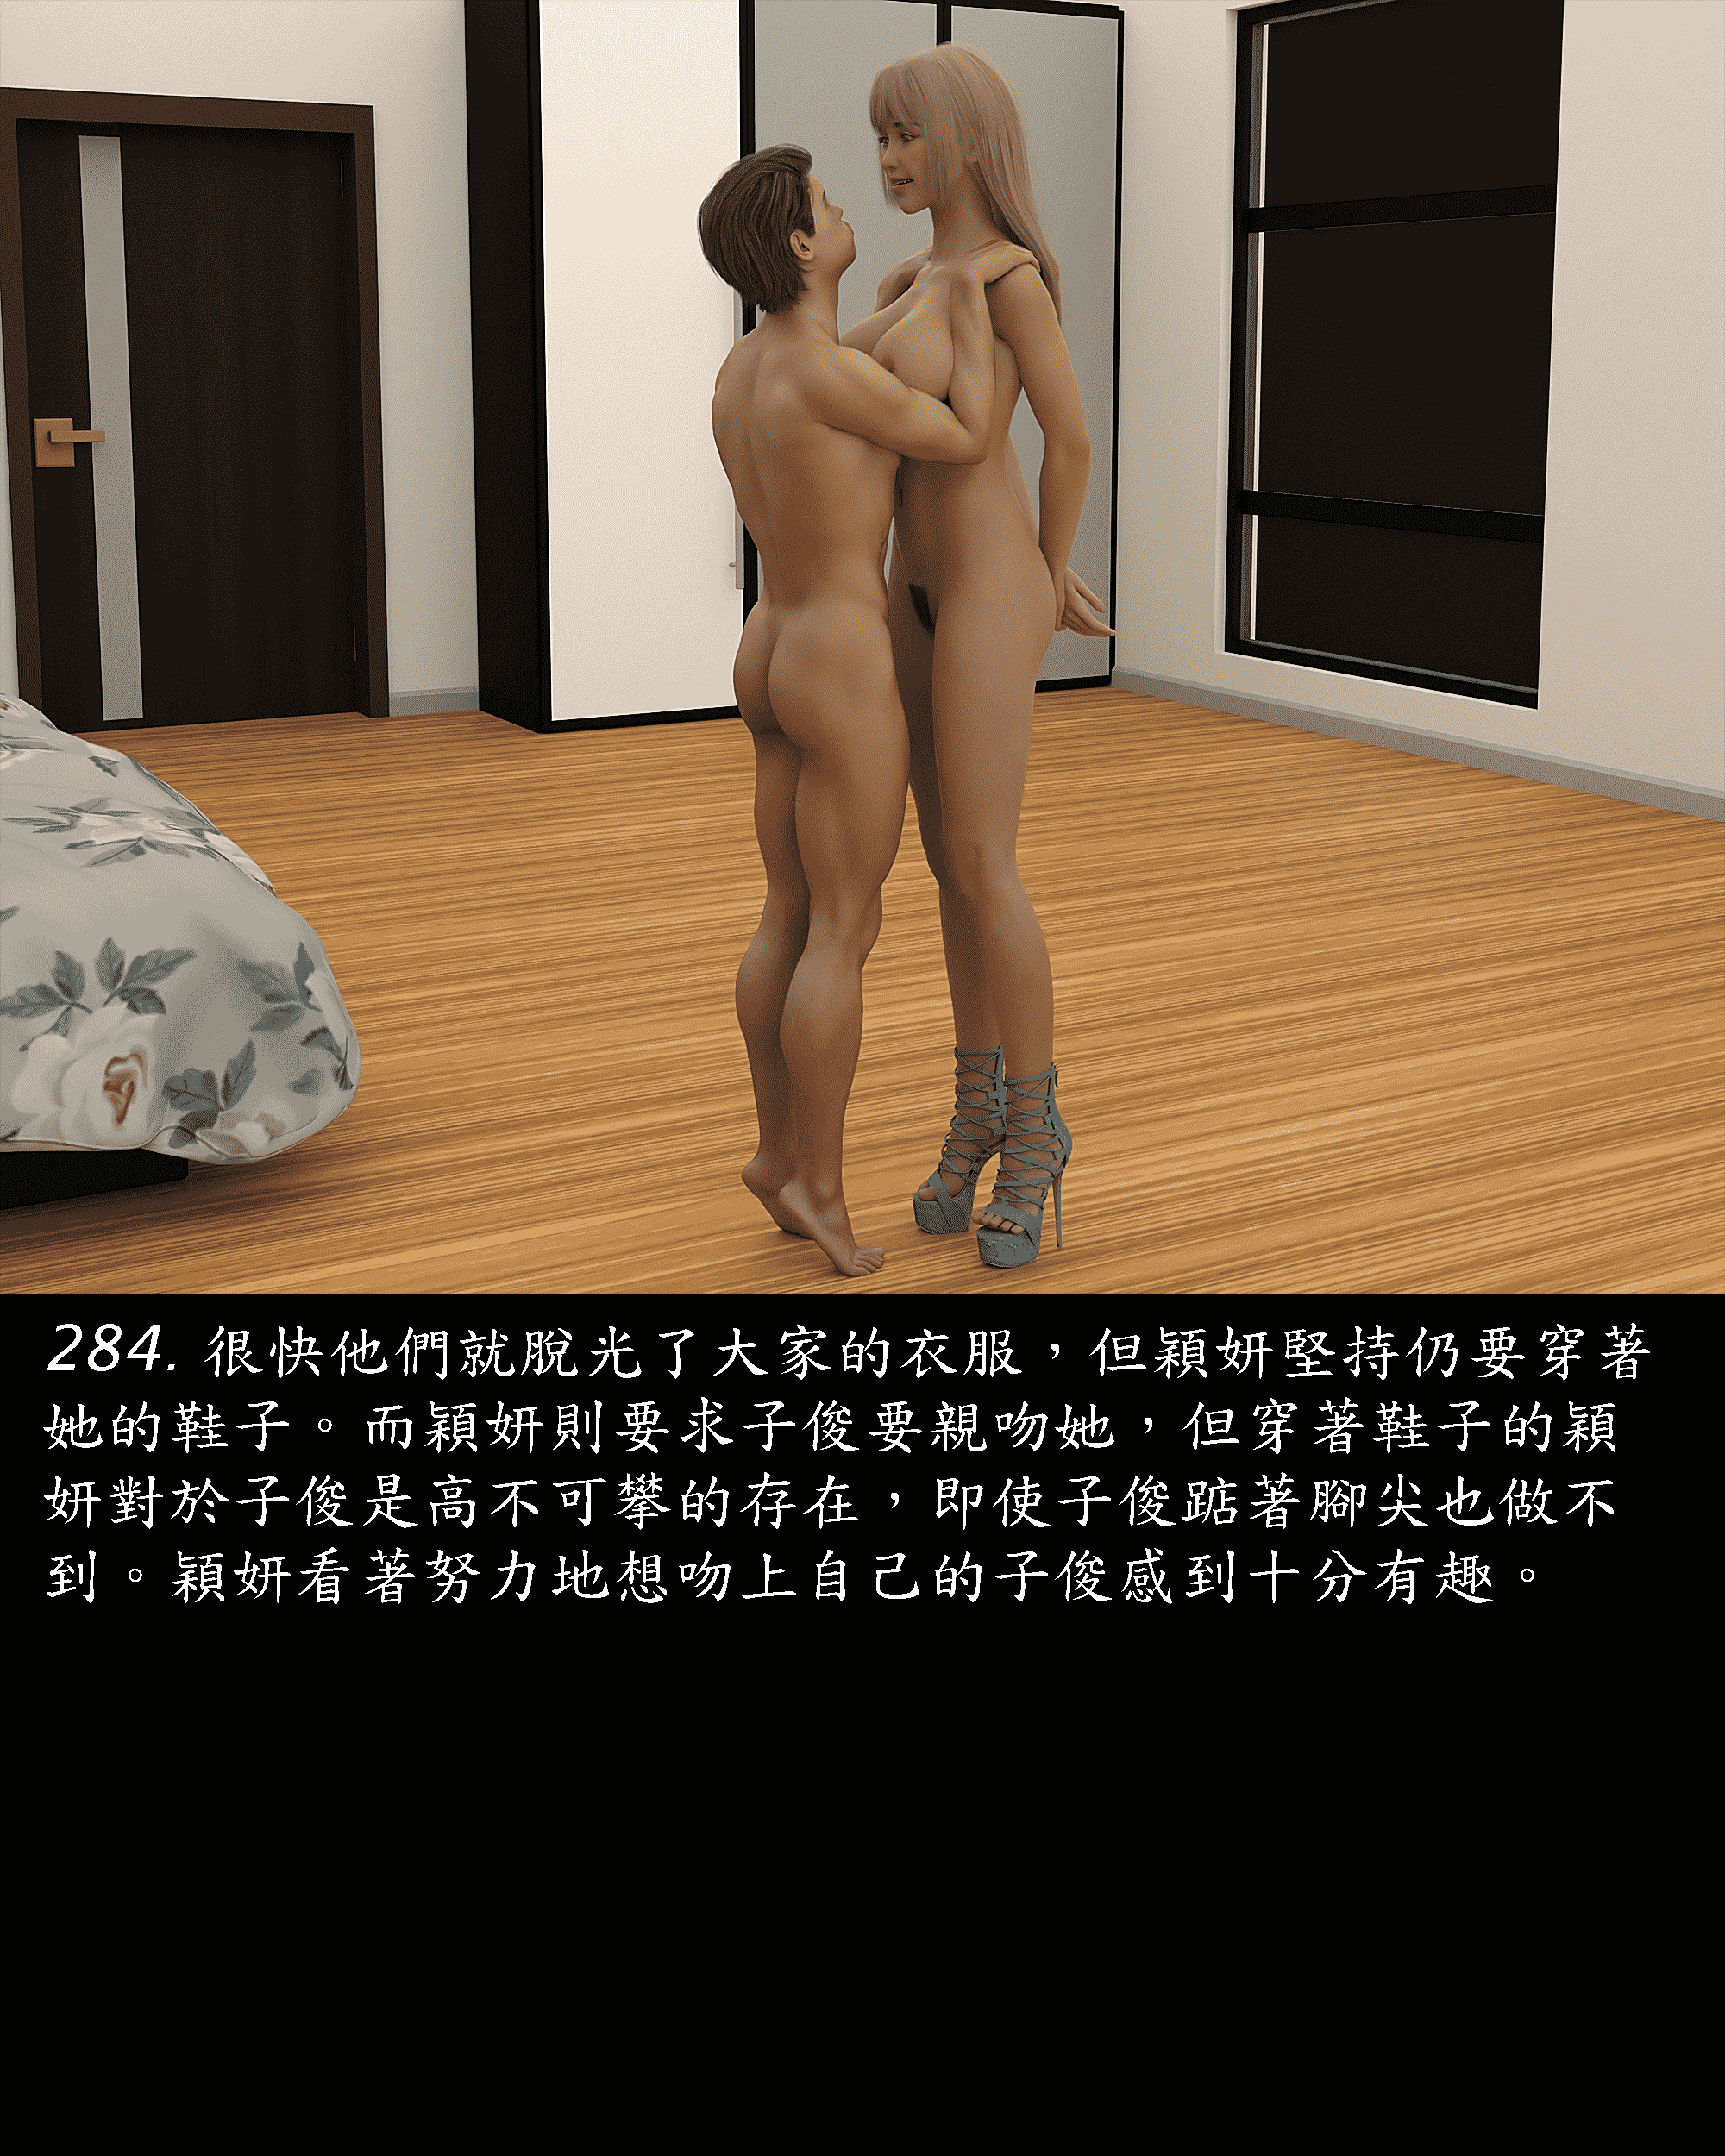 284. 很快他們就脫光了大家的衣服，但穎妍堅持仍要穿著
她的鞋子。而穎妍則要求子俊要親吻她，但穿著鞋子的穎
妍對於子俊是高不可攀的存在，即使子俊踮著腳尖也做不
到。穎妍看著努力地想吻上自己的子俊感到十分有趣。